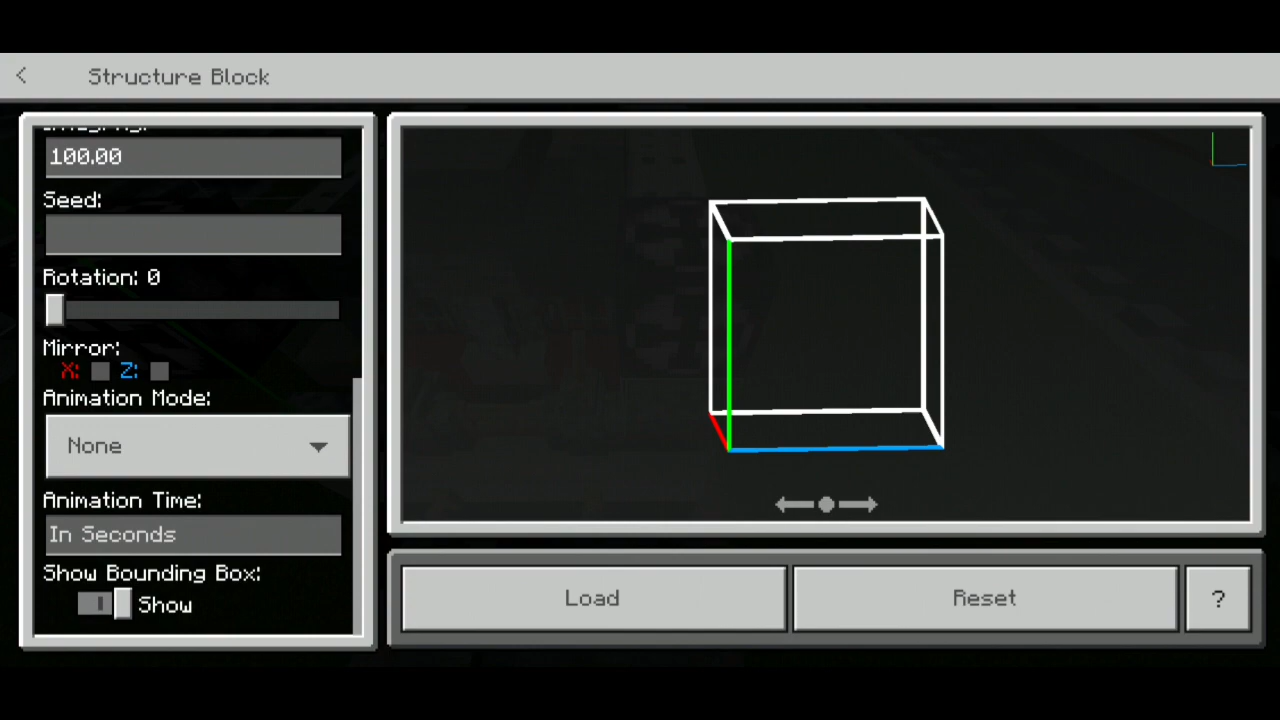 Structure Block
100.00
Seed:
Rotation: 0
Mirror:
X: Z:
Animation Mode:
None
Animation Time:
In Seconds
Show Bounding Box:
Show
Load
Reset
?